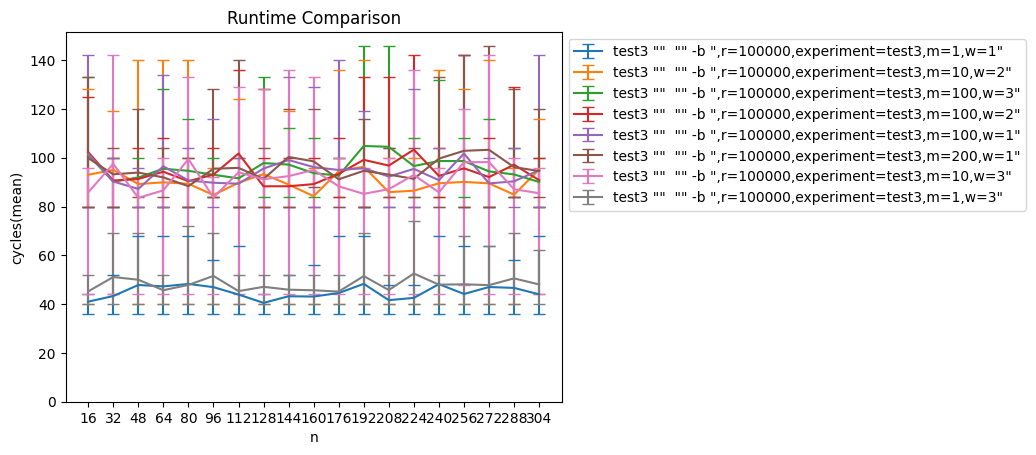 Runtime Comparison
140
120
100
80
60
40
20
0
cycles(mean)
16 32 48 64 80 96 112 128 144 160 176 192 208 224 240 256 272 288 304
n
test3 "" "" -b ",r=100000,experiment=test3,m=1,w=1"
test3 "" "" -b ",r=100000,experiment=test3,m=10,w=2"
test3 "" "" -b ",r=100000,experiment=test3,m=100,w=3"
test3 "" "" -b ",r=100000,experiment=test3,m=100,w=2"
test3 "" "" -b ",r=100000,experiment=test3,m=100,w=1"
test3 "" "" -b ",r=100000,experiment=test3,m=200,w=1"
test3 "" "" -b ",r=100000,experiment=test3,m=10,w=3"
test3 "" "" -b ",r=100000,experiment=test3,m=1,w=3"